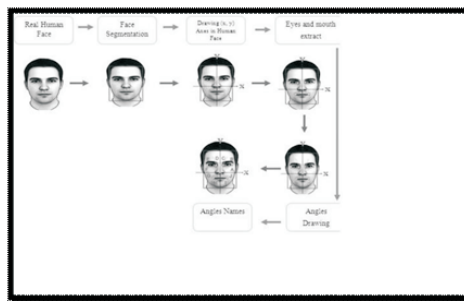 Real Human
Face
Face
Segmentation
Drawing (x, y)
Axes in Human
Face
Eyes and mouth
extract
Y
X
Y
X
Y
X
Y
X
Angles Names
Angles
Drawing